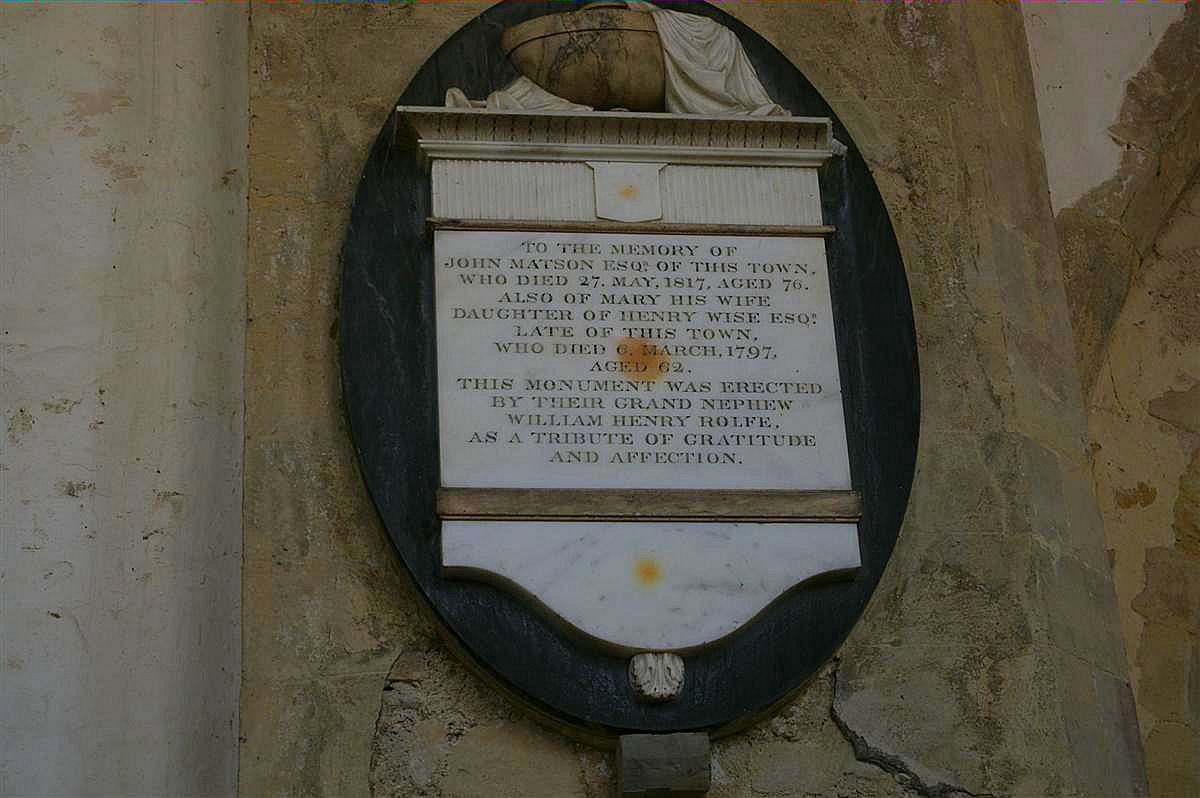 TO THE MEMORY OF
JOHN MATSON ESQR. OF THIS TOWN,
WHO DIED 27. MAY, 1817, AGED 76.
ALSO OF MARY HIS WIFE
DAUGHTER OF HENRY WISE ESQR.
LATE OF THIS TOWN,
WHO DIED 6. MARCH, 1797,
AGED 62.
THIS MONUMENT WAS ERECTED
BY THEIR GRAND NEPHEW
WILLIAM HENRY ROLFE,
AS A TRIBUTE OF GRATITUDE
AND AFFECTION.